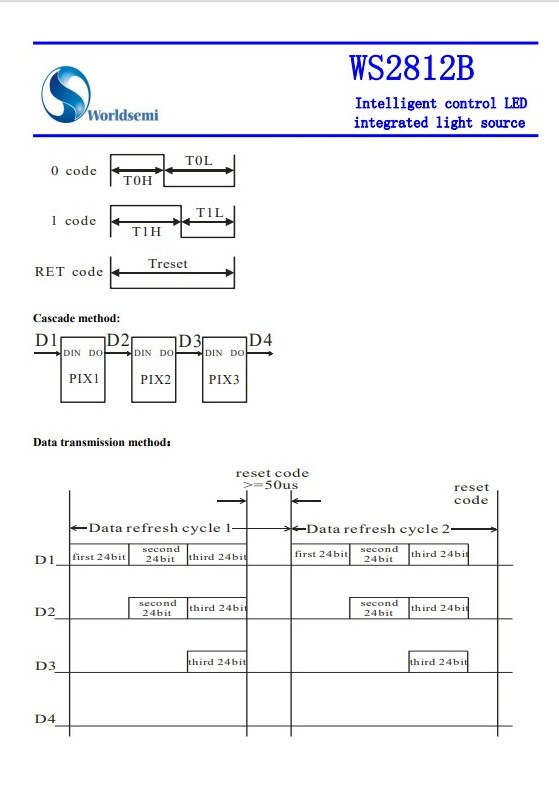 WS2812B
Intelligent control LED
integrated light source
Worldsemi
0 code
T0H
T0L
1 code
T1H
T1L
RET code
Treset
Cascade method:
D1 D2 D3 D4
DIN DO DIN DO DIN DO
PIX1 PIX2 PIX3
Data transmission method：
reset code
>=50us
reset
code
Data refresh cycle 1 Data refresh cycle 2
D1 first 24bit second 24bit third 24bit first 24bit second 24bit third 24bit
D2 second 24bit third 24bit second 24bit third 24bit
D3 third 24bit third 24bit
D4